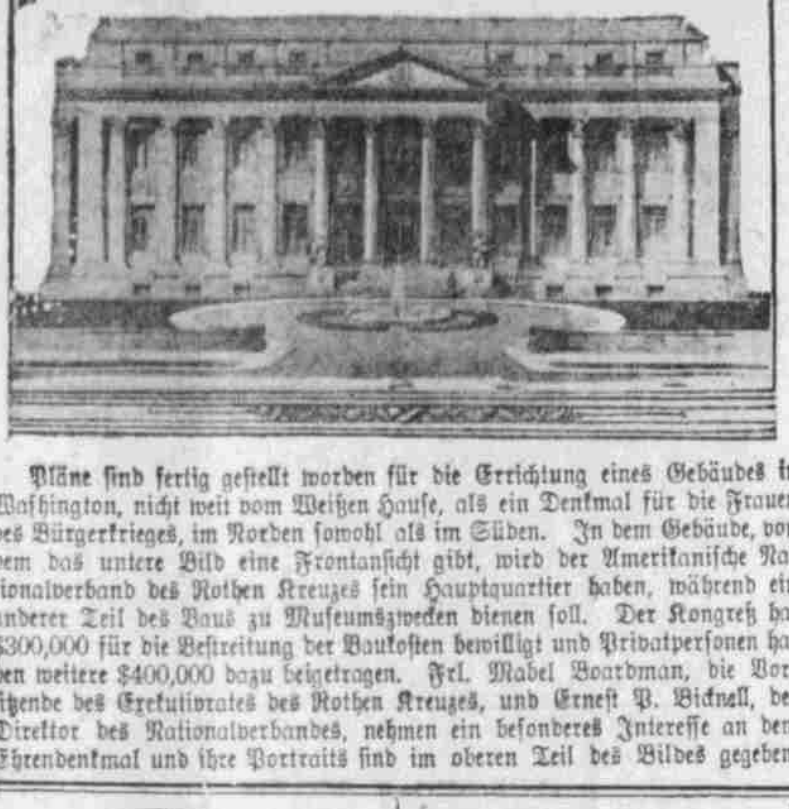 Pläne sind fertig gestellt worden für die Errichtung eines Gebäudes i
Washington, nicht weit vom Weißen Hause, als ein Denkmal für die Frauen
des Bürgerkrieges, im Norden sowohl als im Süden. In dem Gebäude, von
dem das untere Bild eine Frontansicht gibt, wird der Amerikanische Na
tionalverband des Rothen Kreuzes sein Hauptquartier haben, während ein
anderer Teil des Baus zu Museumszwecken dienen soll. Der Kongreß ha
$300,000 für die Bestreitung der Baukosten bewilligt und Privatpersonen ha
ben weitere $400,000 dazu beigetragen. Frl. Mabel Boardman, die Vor
sitzende des Exekutivrates des Rothen Kreuzes, und Ernest P. Bicknell, de
Direktor des Nationalverbandes, nehmen ein besonderes Interesse an dem
Ehrendenkmal und ihre Portraits sind im oberen Teil des Bildes gegeben